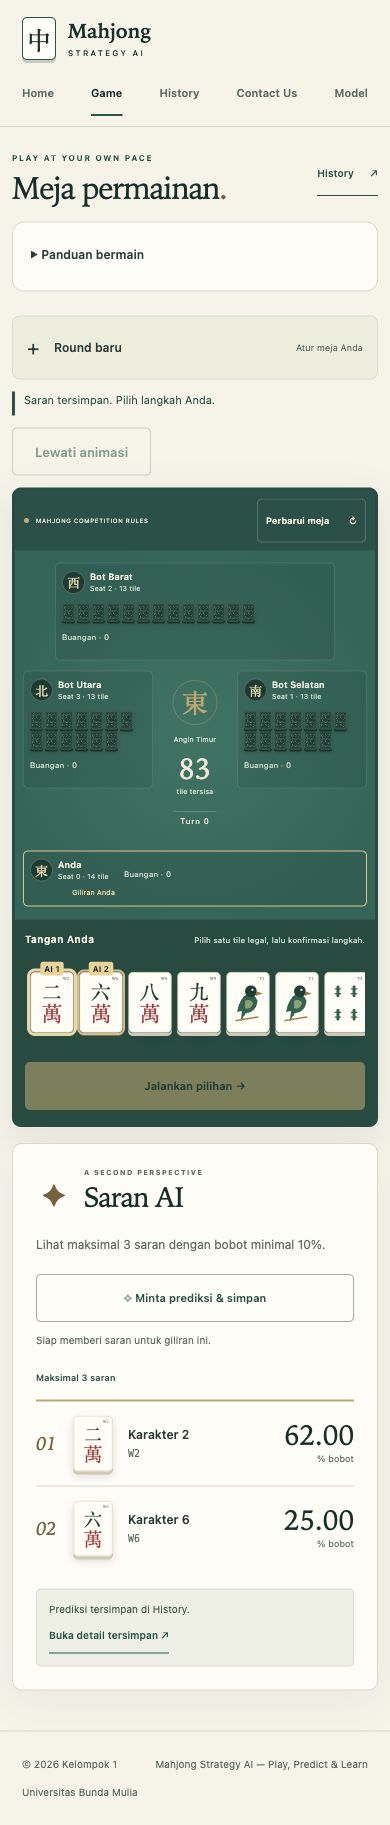 中 Mahjong
STRATEGY AI
Home Game History Contact Us Model
PLAY AT YOUR OWN PACE
Meja permainan.
History ↗
▶ Panduan bermain
+ Round baru Atur meja Anda
Saran tersimpan. Pilih langkah Anda.
Lewati animasi
MAHJONG COMPETITION RULES
Perbarui meja ↻
西 Bot Barat
Seat 2 · 13 tile
Buangan · 0
北 Bot Utara
Seat 3 · 13 tile
Buangan · 0
東
Angin Timur
83
tile tersisa
Turn 0
南 Bot Selatan
Seat 1 · 13 tile
Buangan · 0
東 Anda
Seat 0 · 14 tile Buangan · 0
Giliran Anda
Tangan Anda Pilih satu tile legal, lalu konfirmasi langkah.
AI 1 AI 2
W2 W6 W8 W9 T1 T1
二 六 八 九
萬 萬 萬 萬
Jalankan pilihan →
A SECOND PERSPECTIVE
Saran AI
Lihat maksimal 3 saran dengan bobot minimal 10%.
✧ Minta prediksi & simpan
Siap memberi saran untuk giliran ini.
Maksimal 3 saran
01 二萬 W2 Karakter 2 62.00
W2 % bobot
02 六萬 W6 Karakter 6 25.00
W6 % bobot
Prediksi tersimpan di History.
Buka detail tersimpan ↗
© 2026 Kelompok 1 Mahjong Strategy AI — Play, Predict & Learn
Universitas Bunda Mulia